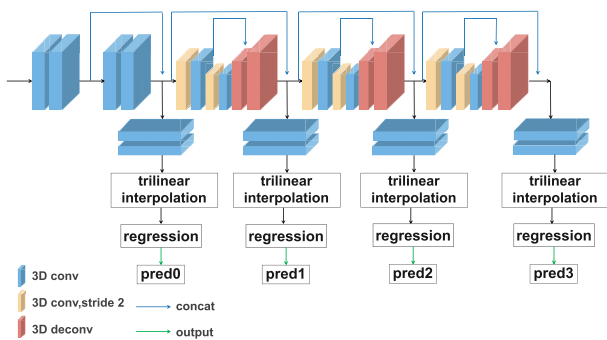 trilinear
interpolation
trilinear
interpolation
trilinear
interpolation
trilinear
interpolation
regression
regression
regression
regression
pred0
pred1
pred2
pred3
3D conv
3D conv,stride 2
3D deconv
concat
output